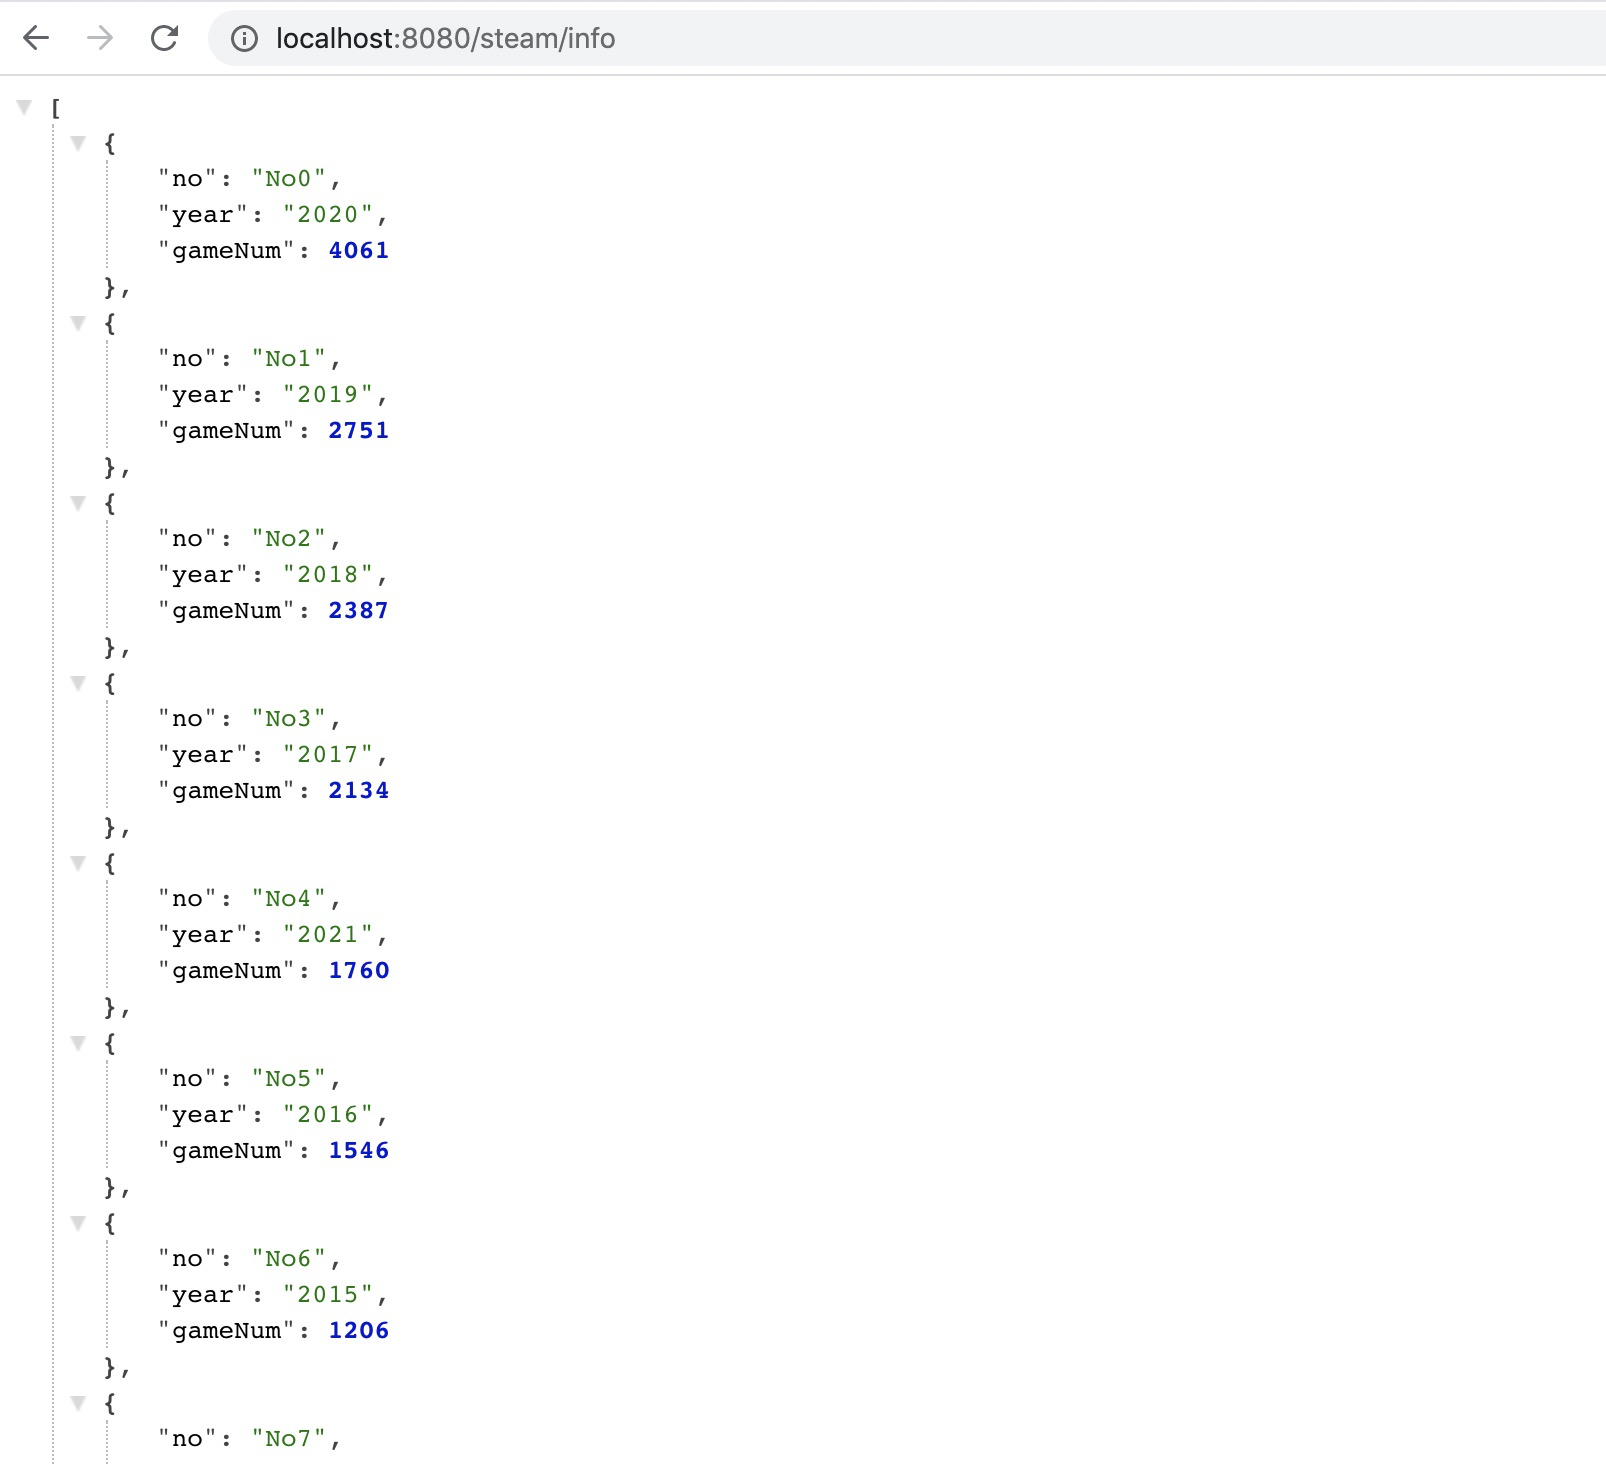 localhost:8080/steam/info
[
{
"no": "No0",
"year": "2020",
"gameNum": 4061
},
{
"no": "No1",
"year": "2019",
"gameNum": 2751
},
{
"no": "No2",
"year": "2018",
"gameNum": 2387
},
{
"no": "No3",
"year": "2017",
"gameNum": 2134
},
{
"no": "No4",
"year": "2021",
"gameNum": 1760
},
{
"no": "No5",
"year": "2016",
"gameNum": 1546
},
{
"no": "No6",
"year": "2015",
"gameNum": 1206
},
{
"no": "No7",